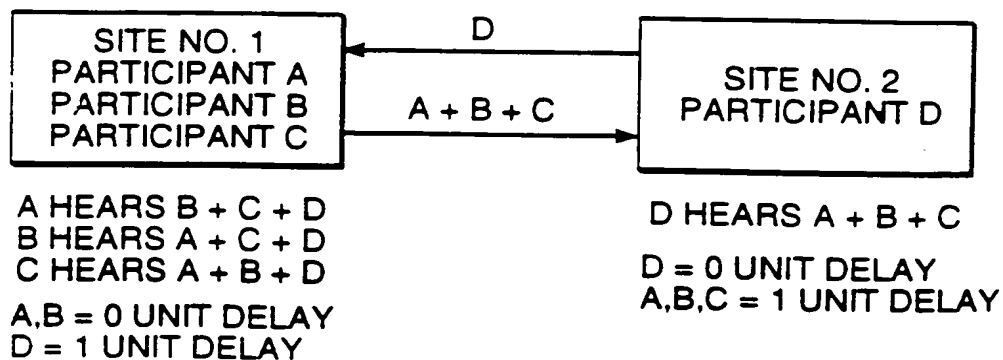 SITE NO. 1
PARTICIPANT A
PARTICIPANT B
PARTICIPANT C
D
A + B + C
SITE NO. 2
PARTICIPANT D
A HEARS B + C + D
B HEARS A + C + D
C HEARS A + B + D
A,B = 0 UNIT DELAY
D = 1 UNIT DELAY
D HEARS A + B + C
D = 0 UNIT DELAY
A,B,C = 1 UNIT DELAY